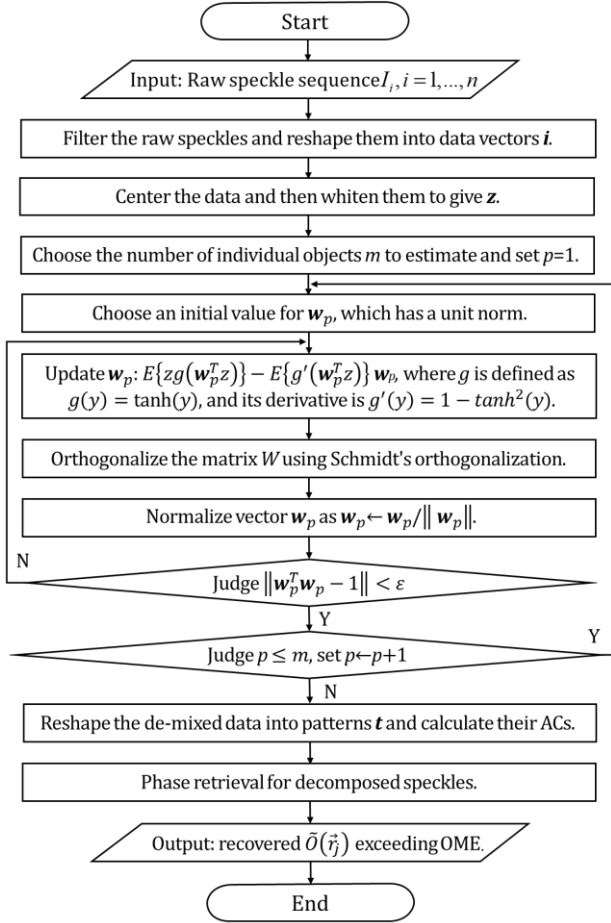 Start
Input: Raw speckle sequence I_i, i = 1,..., n
Filter the raw speckles and reshape them into data vectors i.
Center the data and then whiten them to give z.
Choose the number of individual objects m to estimate and set p=1.
Choose an initial value for w_p, which has a unit norm.
Update w_p: E{zg(w_p^T z)} − E{g′(w_p^T z)} w_p, where g is defined as
g(y) = tanh(y), and its derivative is g′(y) = 1 − tanh²(y).
Orthogonalize the matrix W using Schmidt's orthogonalization.
Normalize vector w_p as w_p← w_p/‖ w_p‖.
N
Judge ‖w_p^T w_p − 1‖ < ε
Y
Y
Judge p ≤ m, set p←p+1
N
Reshape the de-mixed data into patterns t and calculate their ACs.
Phase retrieval for decomposed speckles.
Output: recovered Õ(r⃗_j) exceeding OME.
End